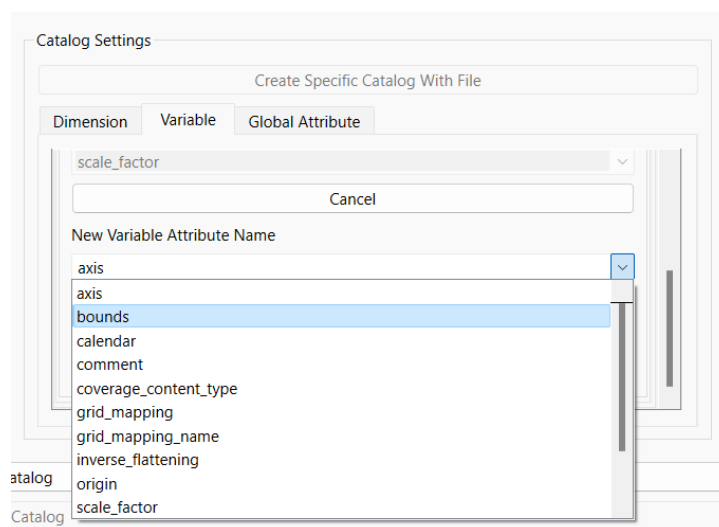 Catalog Settings
Create Specific Catalog With File
Dimension Variable Global Attribute
scale_factor
Cancel
New Variable Attribute Name
axis
axis
bounds
calendar
comment
coverage_content_type
grid_mapping
grid_mapping_name
inverse_flattening
atalog
origin
scale_factor
Catalog